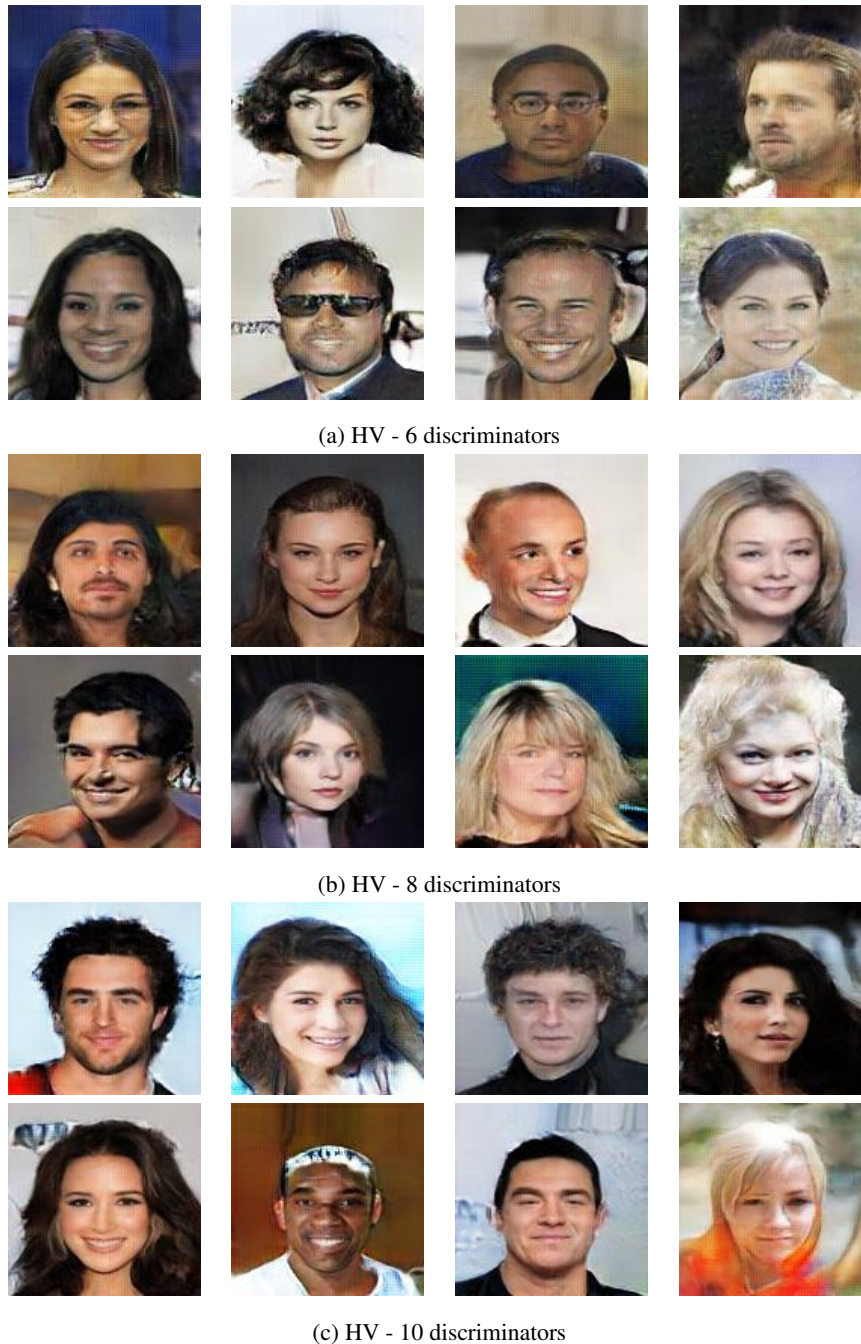 (a) HV - 6 discriminators
(b) HV - 8 discriminators
(c) HV - 10 discriminators